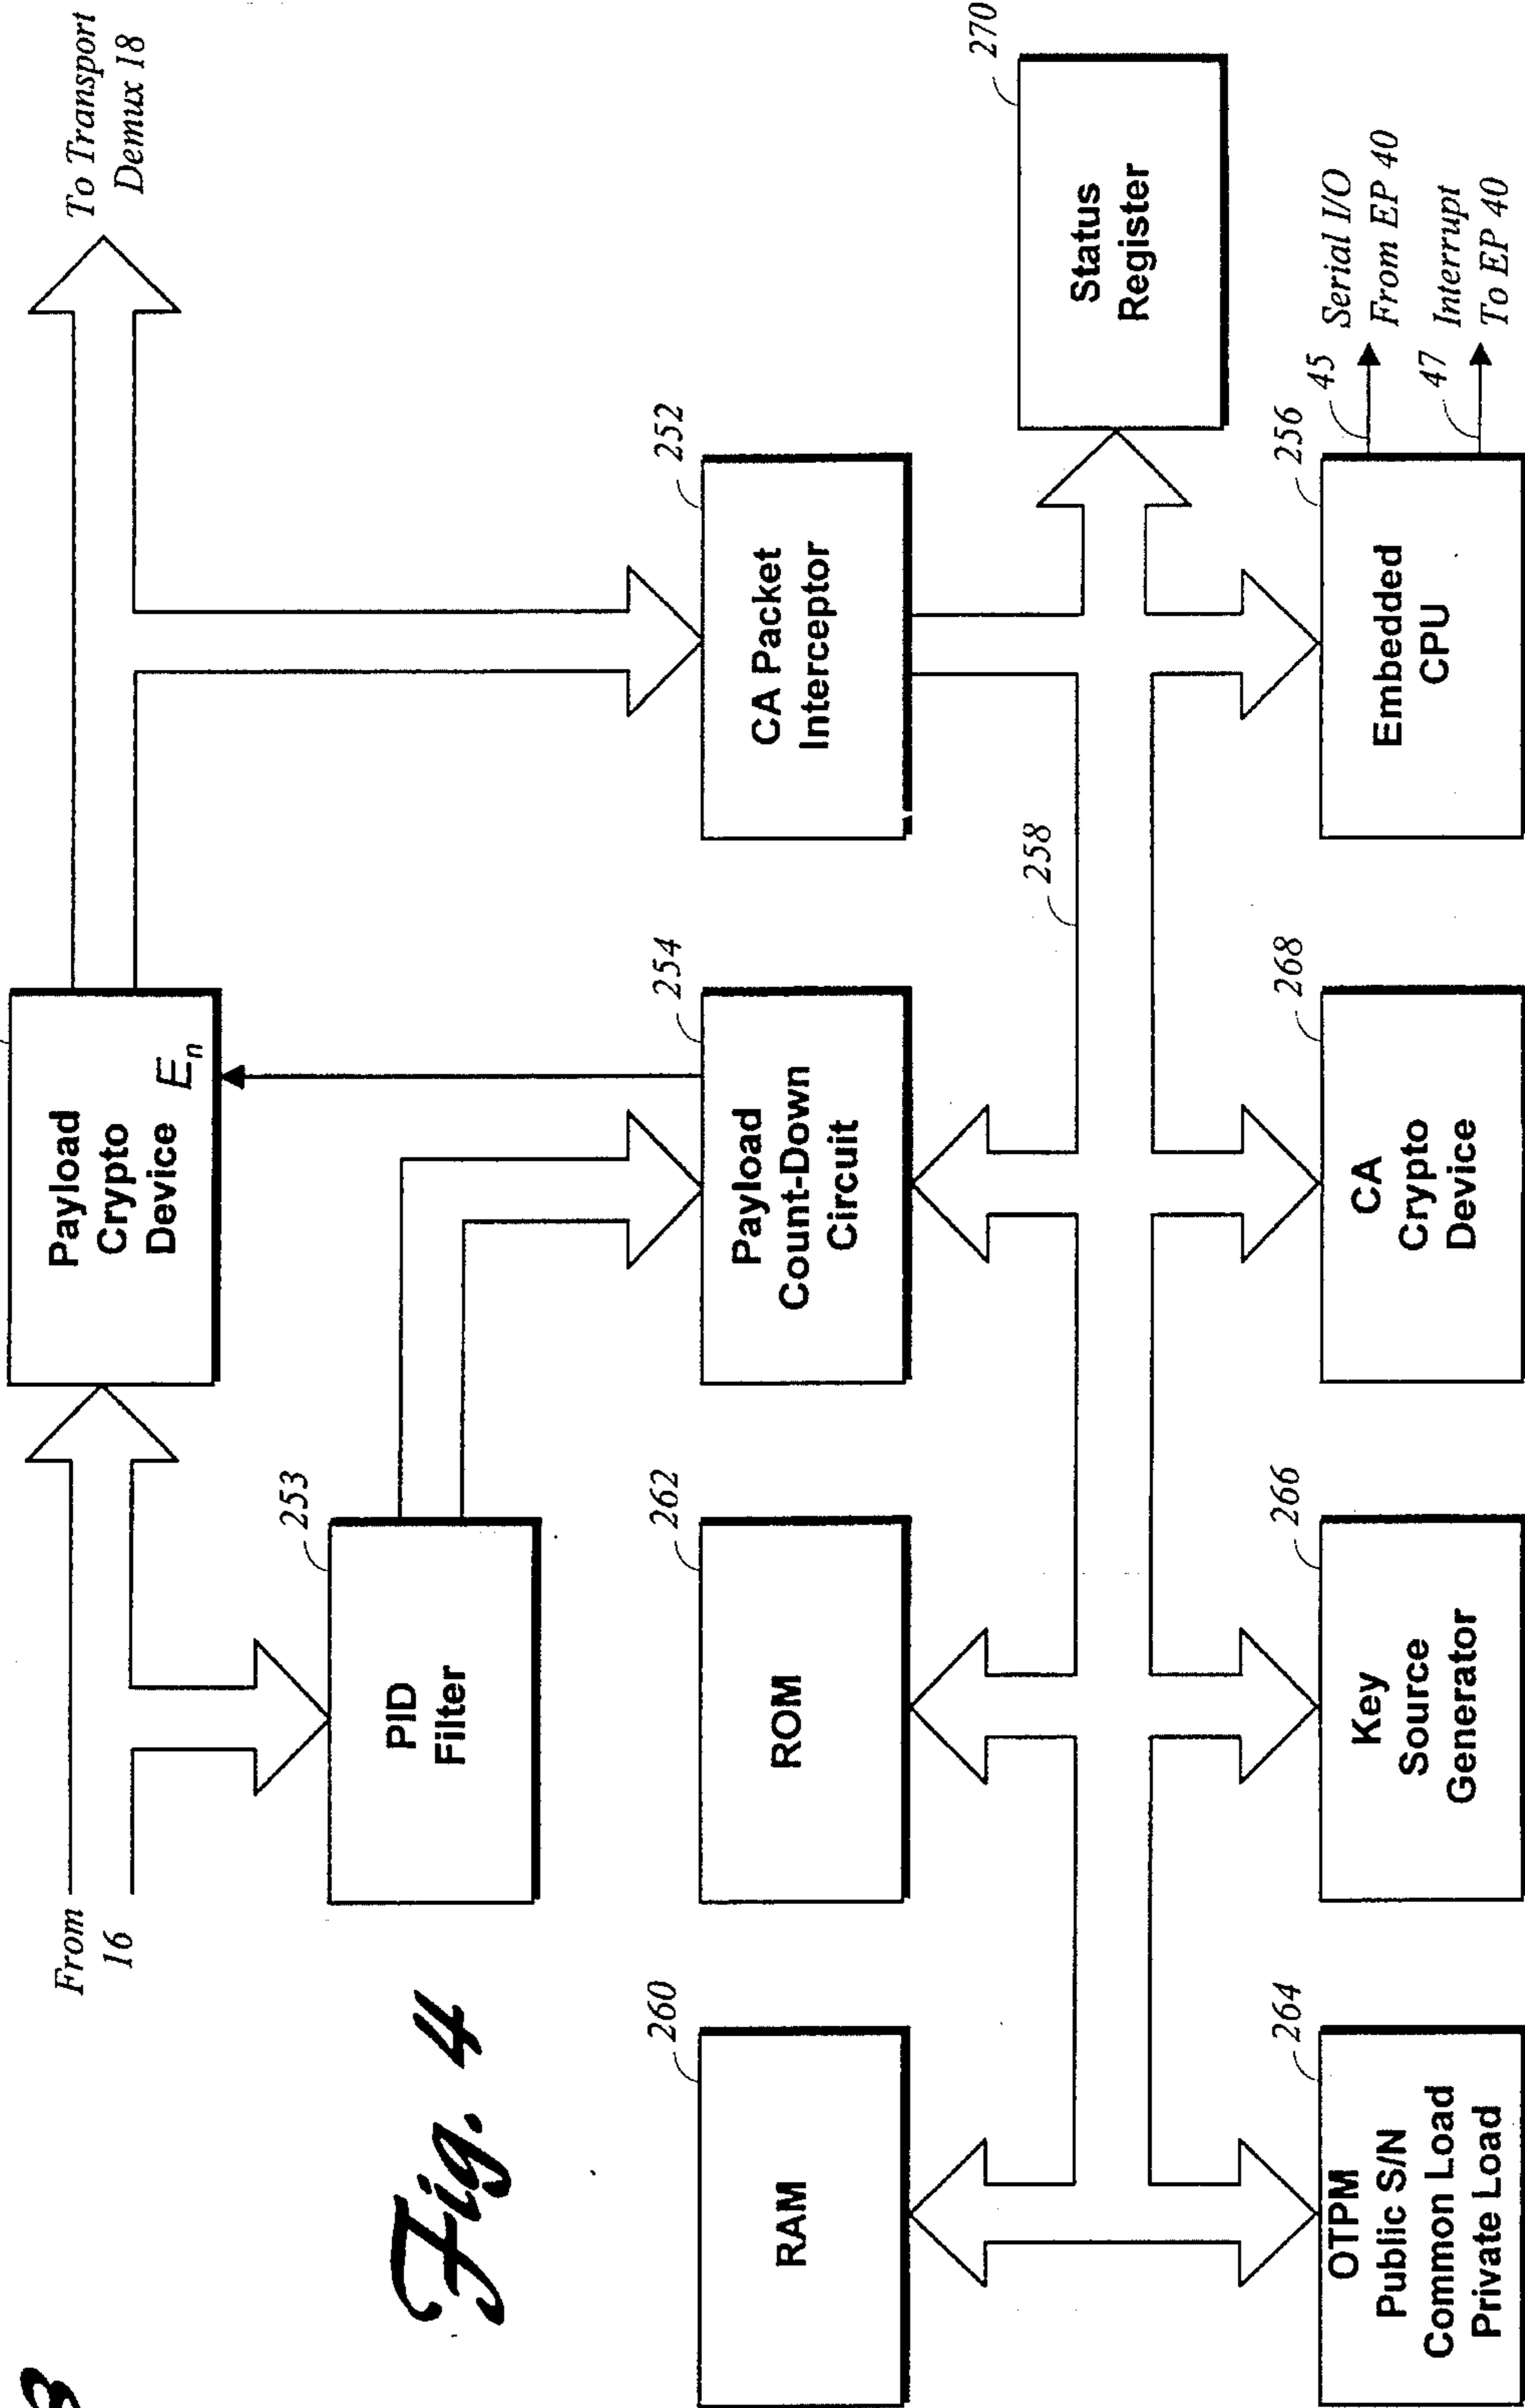 To Transport
Demux 18
From
16
Payload
Crypto
Device E_n
253
PID
Filter
Fig. 4
3
260
RAM
262
ROM
254
Payload
Count-Down
Circuit
252
CA Packet
Interceptor
270
Status
Register
258
264
OTPM
Public S/N
Common Load
Private Load
266
Key
Source
Generator
268
CA
Crypto
Device
256
Embedded
CPU
45
Serial I/O
From EP 40
47
Interrupt
To EP 40